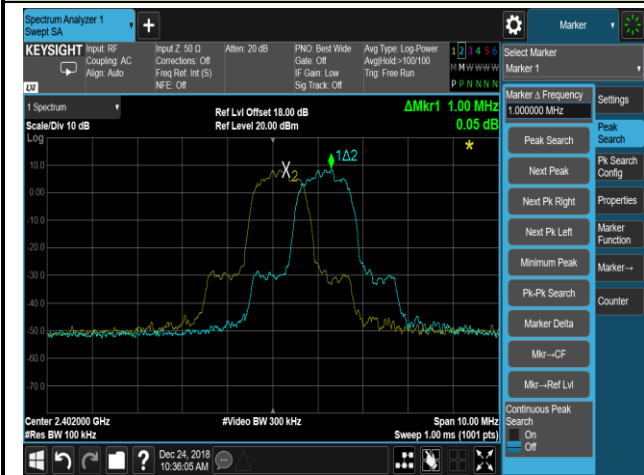 Spectrum Analyzer 1
Swept SA
Marker
KEYSIGHT
Input: RF
Coupling: AC
Align: Auto
Input Z: 50 Ω
Corrections: Off
Freq Ref: Int (S)
NFE: Off
Atten: 20 dB
PNO: Best Wide
Gate: Off
IF Gain: Low
Sig Track: Off
Avg Type: Log-Power
Avg|Hold:>100/100
Trig: Free Run
1 2 3 4 5 6
M M W W W W
P P N N N N
LXI
Select Marker
Marker 1
1 Spectrum
Scale/Div 10 dB
Ref Lvl Offset 18.00 dB
Ref Level 20.00 dBm
ΔMkr1 1.00 MHz
0.05 dB
Log
10.0
0.00
-10.0
-20.0
-30.0
-40.0
-50.0
-60.0
-70.0
X2
1Δ2
Center 2.402000 GHz
#Res BW 100 kHz
#Video BW 300 kHz
Span 10.00 MHz
Sweep 1.00 ms (1001 pts)
Marker Δ Frequency
1.000000 MHz
Peak Search
Next Peak
Next Pk Right
Next Pk Left
Minimum Peak
Pk-Pk Search
Marker Delta
Mkr→CF
Mkr→Ref Lvl
Continuous Peak
Search
On
Off
Settings
Peak
Search
Pk Search
Config
Properties
Marker
Function
Marker→
Counter
?
Dec 24, 2018
10:36:05 AM